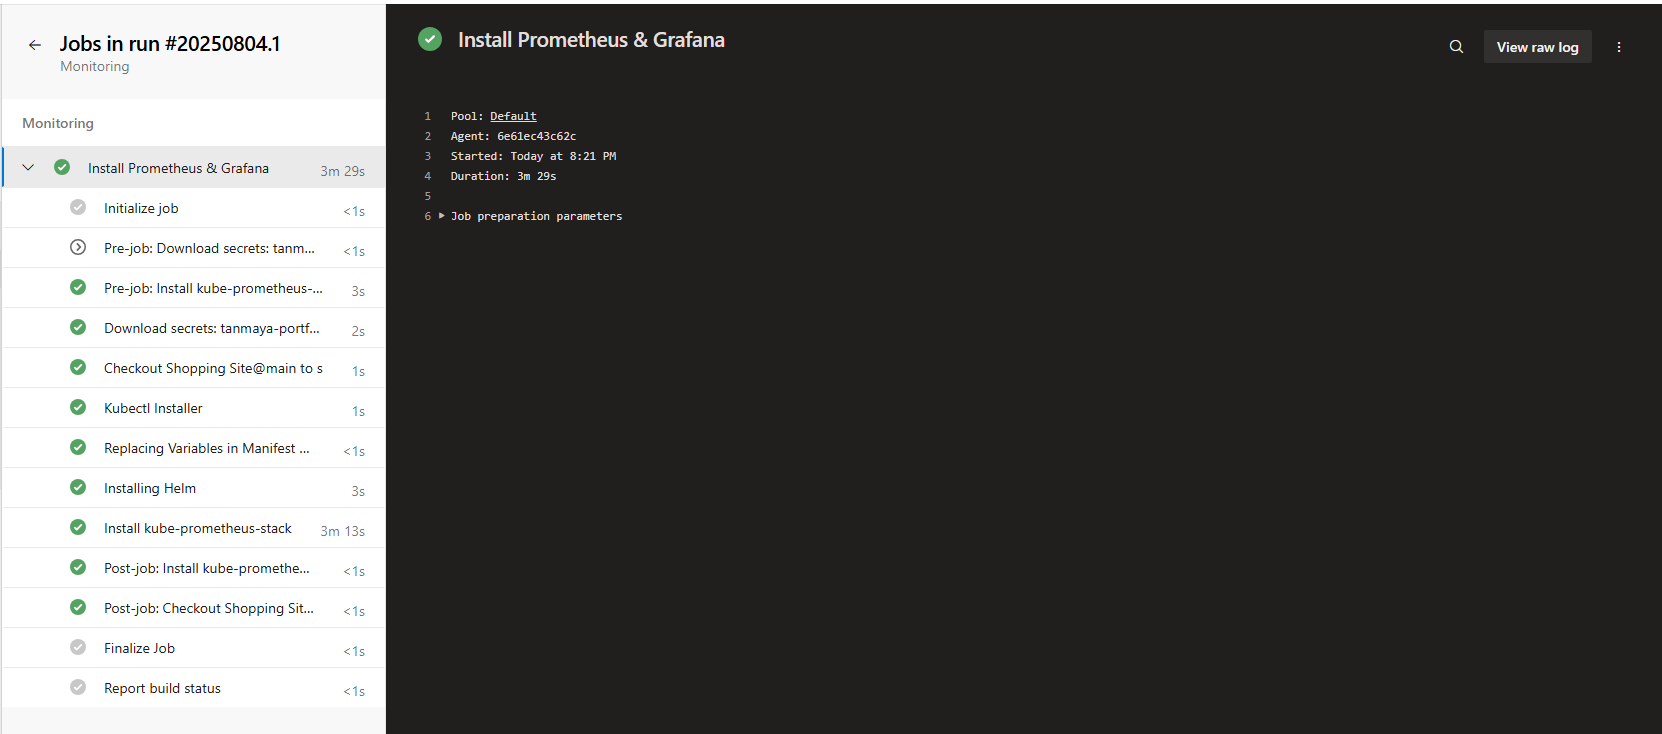 Jobs in run #20250804.1
Monitoring
Monitoring
Install Prometheus & Grafana 3m 29s
Initialize job <1s
Pre-job: Download secrets: tanm... <1s
Pre-job: Install kube-prometheus-... 3s
Download secrets: tanmaya-portf... 2s
Checkout Shopping Site@main to s 1s
Kubectl Installer 1s
Replacing Variables in Manifest ... <1s
Installing Helm 3s
Install kube-prometheus-stack 3m 13s
Post-job: Install kube-promethe... <1s
Post-job: Checkout Shopping Sit... <1s
Finalize Job <1s
Report build status <1s
Install Prometheus & Grafana
View raw log
1 Pool: Default
2 Agent: 6e61ec43c62c
3 Started: Today at 8:21 PM
4 Duration: 3m 29s
5
6 Job preparation parameters